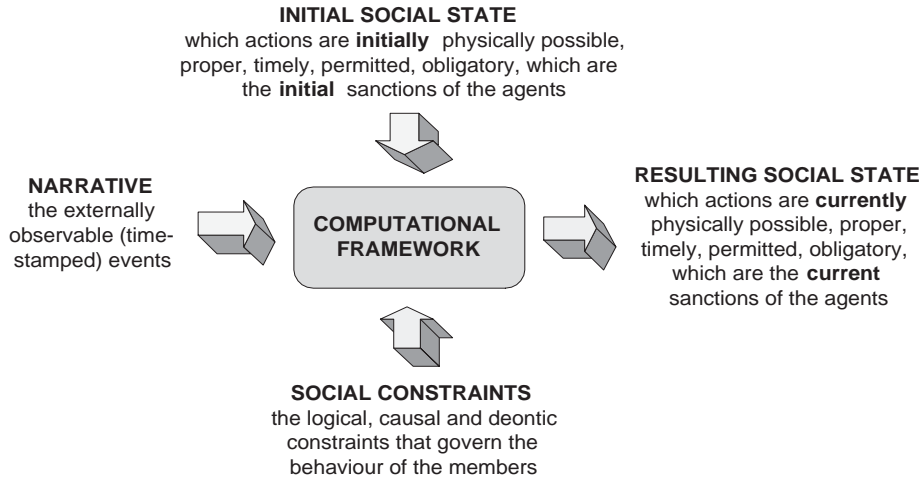 INITIAL SOCIAL STATE
which actions are initially physically possible,
proper, timely, permitted, obligatory, which are
the initial sanctions of the agents
NARRATIVE
the externally
observable (time-
stamped) events
COMPUTATIONAL
FRAMEWORK
RESULTING SOCIAL STATE
which actions are currently
physically possible, proper,
timely, permitted, obligatory,
which are the current
sanctions of the agents
SOCIAL CONSTRAINTS
the logical, causal and deontic
constraints that govern the
behaviour of the members